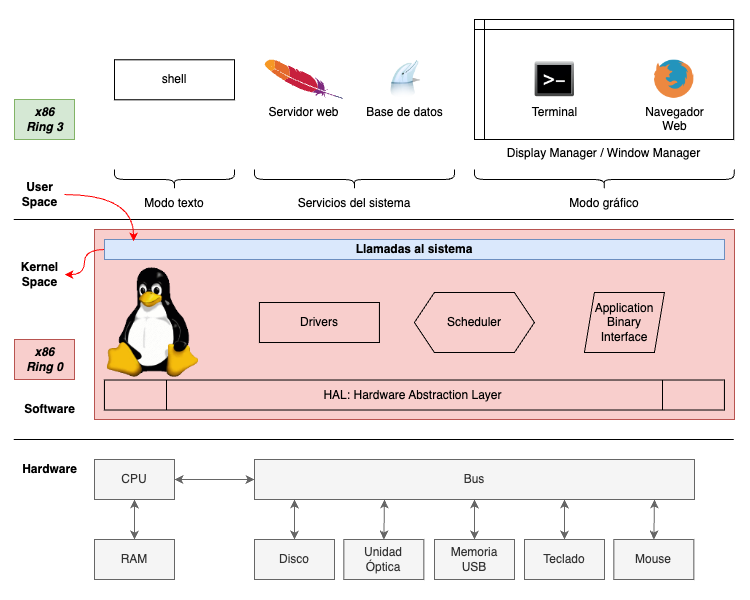 shell
Servidor web
Base de datos
>-
Terminal
Navegador
Web
x86
Ring 3
Display Manager / Window Manager
User
Space
Modo texto
Servicios del sistema
Modo gráfico
Llamadas al sistema
Kernel
Space
Drivers
Scheduler
Application
Binary
Interface
x86
Ring 0
HAL: Hardware Abstraction Layer
Software
Hardware
CPU
Bus
RAM
Disco
Unidad
Óptica
Memoria
USB
Teclado
Mouse